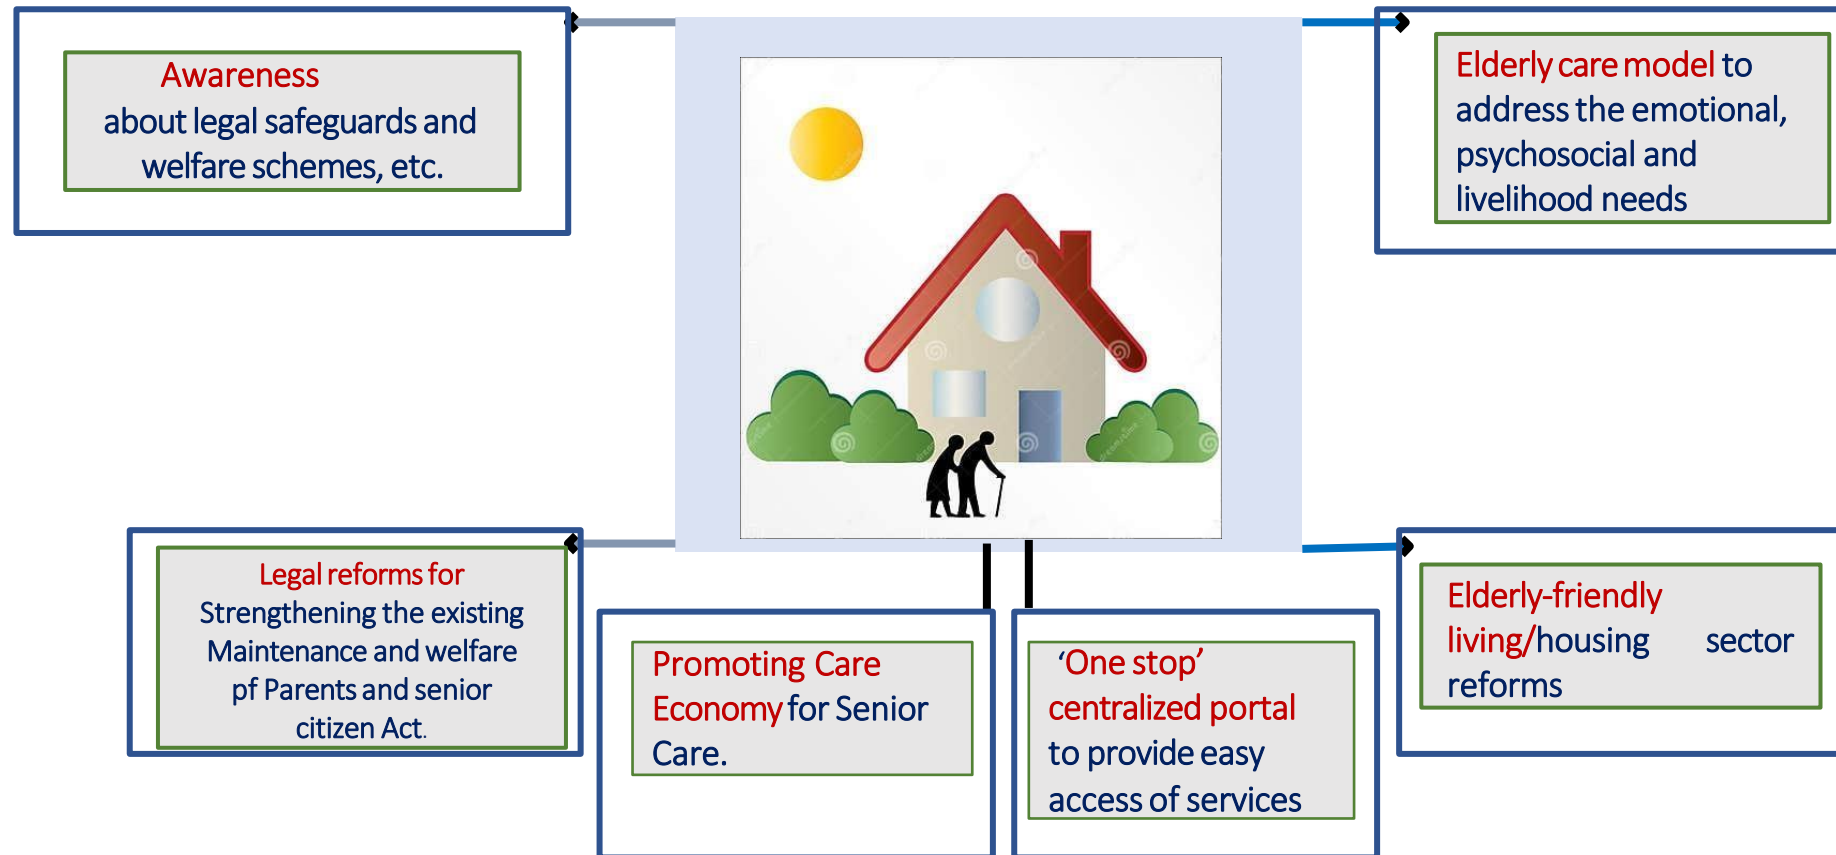 Awareness
about legal safeguards and
welfare schemes, etc.
Elderly care model to
address the emotional,
psychosocial and
livelihood needs
Legal reforms for
Strengthening the existing
Maintenance and welfare
pf Parents and senior
citizen Act.
Promoting Care
Economy for Senior
Care.
‘One stop’
centralized portal
to provide easy
access of services
Elderly-friendly
living/housing sector
reforms